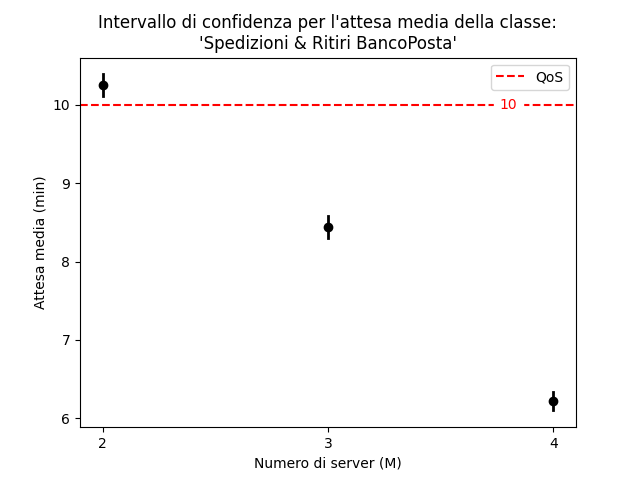 Intervallo di confidenza per l'attesa media della classe:
'Spedizioni & Ritiri BancoPosta'
QoS
10
10
9
8
7
6
Attesa media (min)
2
3
4
Numero di server (M)